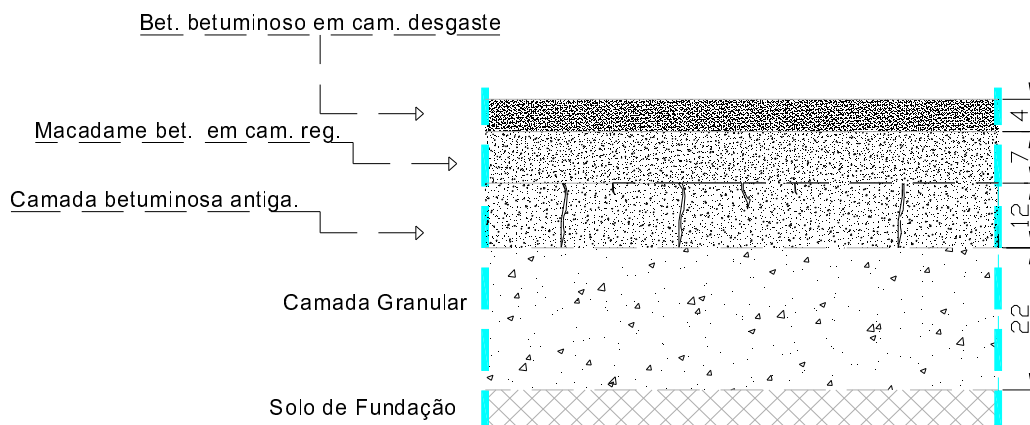 Bet. betuminoso em cam. desgaste
Macadame bet. em cam. reg.
Camada betuminosa antiga.
Camada Granular
Solo de Fundação
4
7
12
22